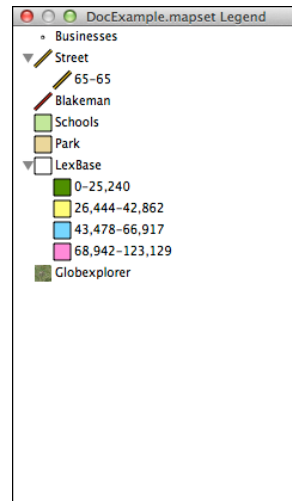 DocExample.mapset Legend
Businesses
Street
65-65
Blakeman
Schools
Park
LexBase
0-25,240
26,444-42,862
43,478-66,917
68,942-123,129
Globexplorer